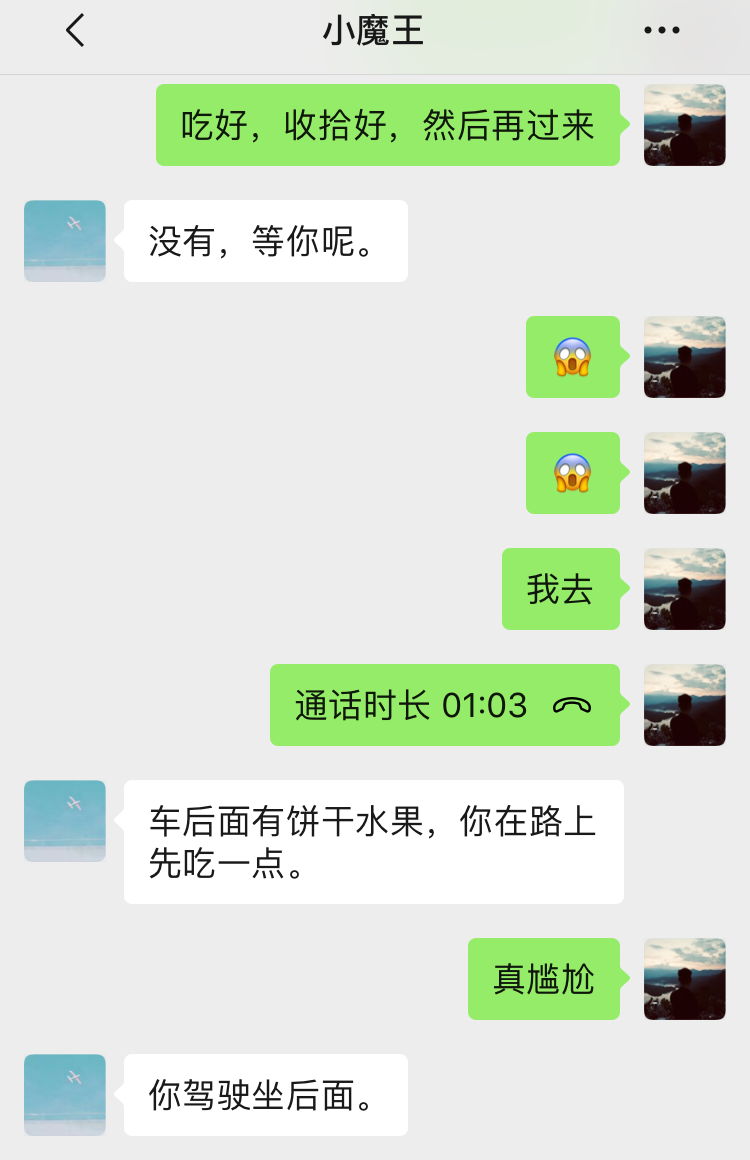 小魔王
吃好，收拾好，然后再过来
没有，等你呢。
😱
😱
我去
通话时长 01:03
车后面有饼干水果，你在路上
先吃一点。
真尴尬
你驾驶坐后面。